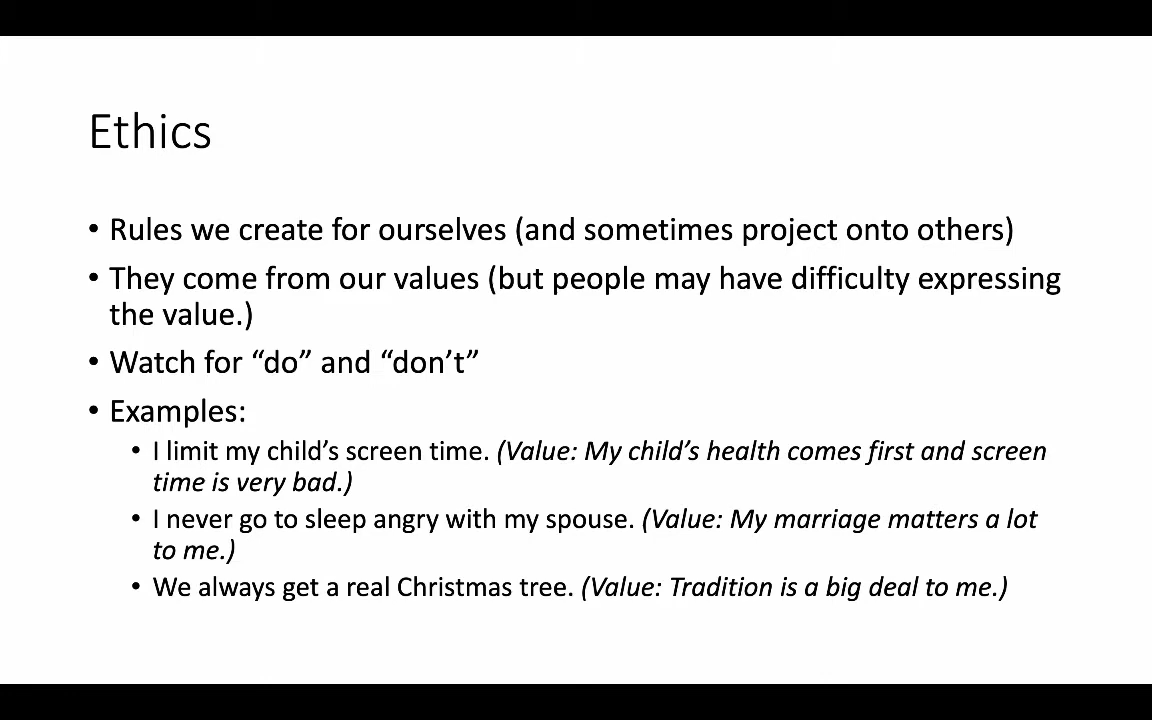 Ethics
• Rules we create for ourselves (and sometimes project onto others)
• They come from our values (but people may have difficulty expressing
the value.)
• Watch for “do” and “don’t”
• Examples:
• I limit my child’s screen time. (Value: My child’s health comes first and screen
time is very bad.)
• I never go to sleep angry with my spouse. (Value: My marriage matters a lot
to me.)
• We always get a real Christmas tree. (Value: Tradition is a big deal to me.)